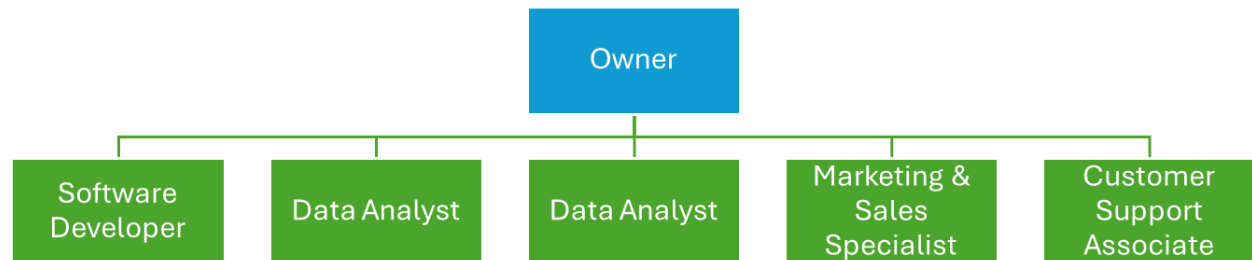 Owner
Software
Developer
Data Analyst
Data Analyst
Marketing &
Sales
Specialist
Customer
Support
Associate